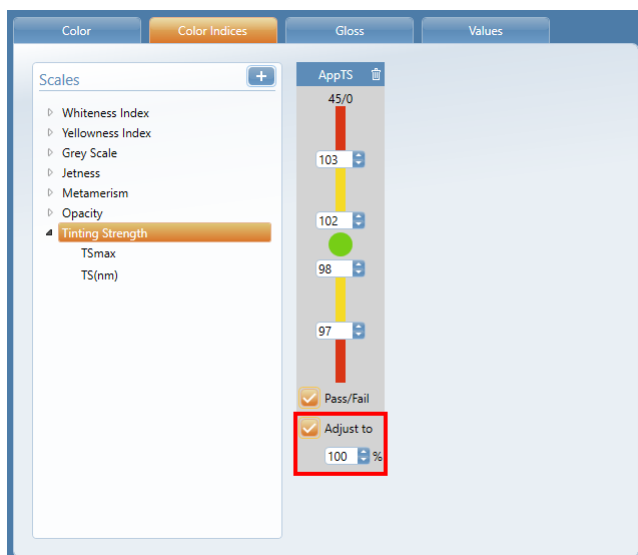 Color
Color Indices
Gloss
Values
Scales
Whiteness Index
Yellowness Index
Grey Scale
Jetness
Metamerism
Opacity
Tinting Strength
TSmax
TS(nm)
AppTS
45/0
103
102
98
97
Pass/Fail
Adjust to
100 %